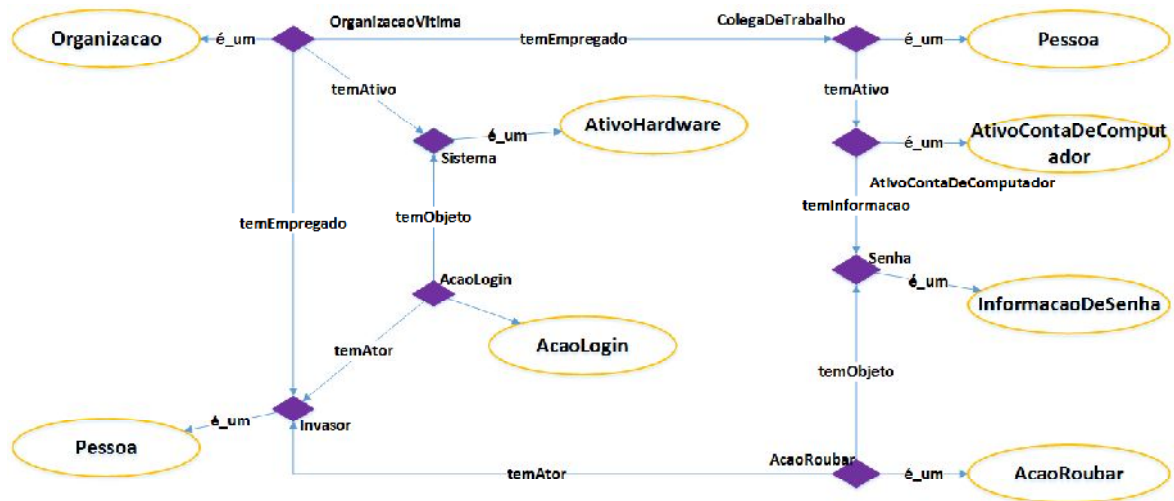 OrganizacaoVitima
ColegaDeTrabalho
Organizacao
é_um
temEmpregado
é_um
Pessoa
temAtivo
temAtivo
AtivoHardware
é_um
Sistema
é_um
AtivoContaDeComput
ador
AtivoContaDeComputador
temInformacao
temEmpregado
temObjeto
Senha
é_um
InformacaoDeSenha
AcaoLogin
AcaoLogin
temAtor
temObjeto
é_um
Invasor
Pessoa
temAtor
AcaoRoubar
é_um
AcaoRoubar